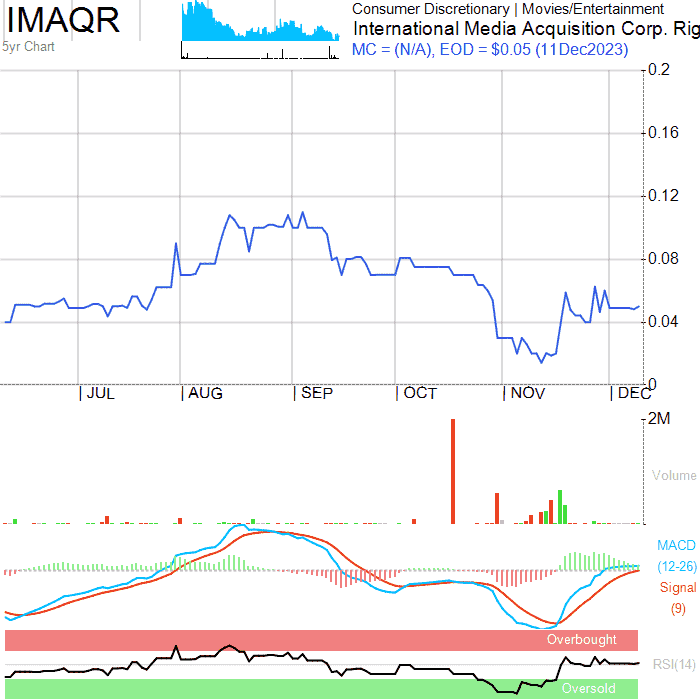 IMAQR
5yr Chart
Consumer Discretionary | Movies/Entertainment
International Media Acquisition Corp. Rig
MC = (N/A), EOD = $0.05 (11Dec2023)
0.2
0.16
0.12
0.08
0.04
0
| JUL | AUG | SEP | OCT | NOV | DEC
2M
Volume
MACD
(12-26)
Signal
(9)
Overbought
RSI(14)
Oversold